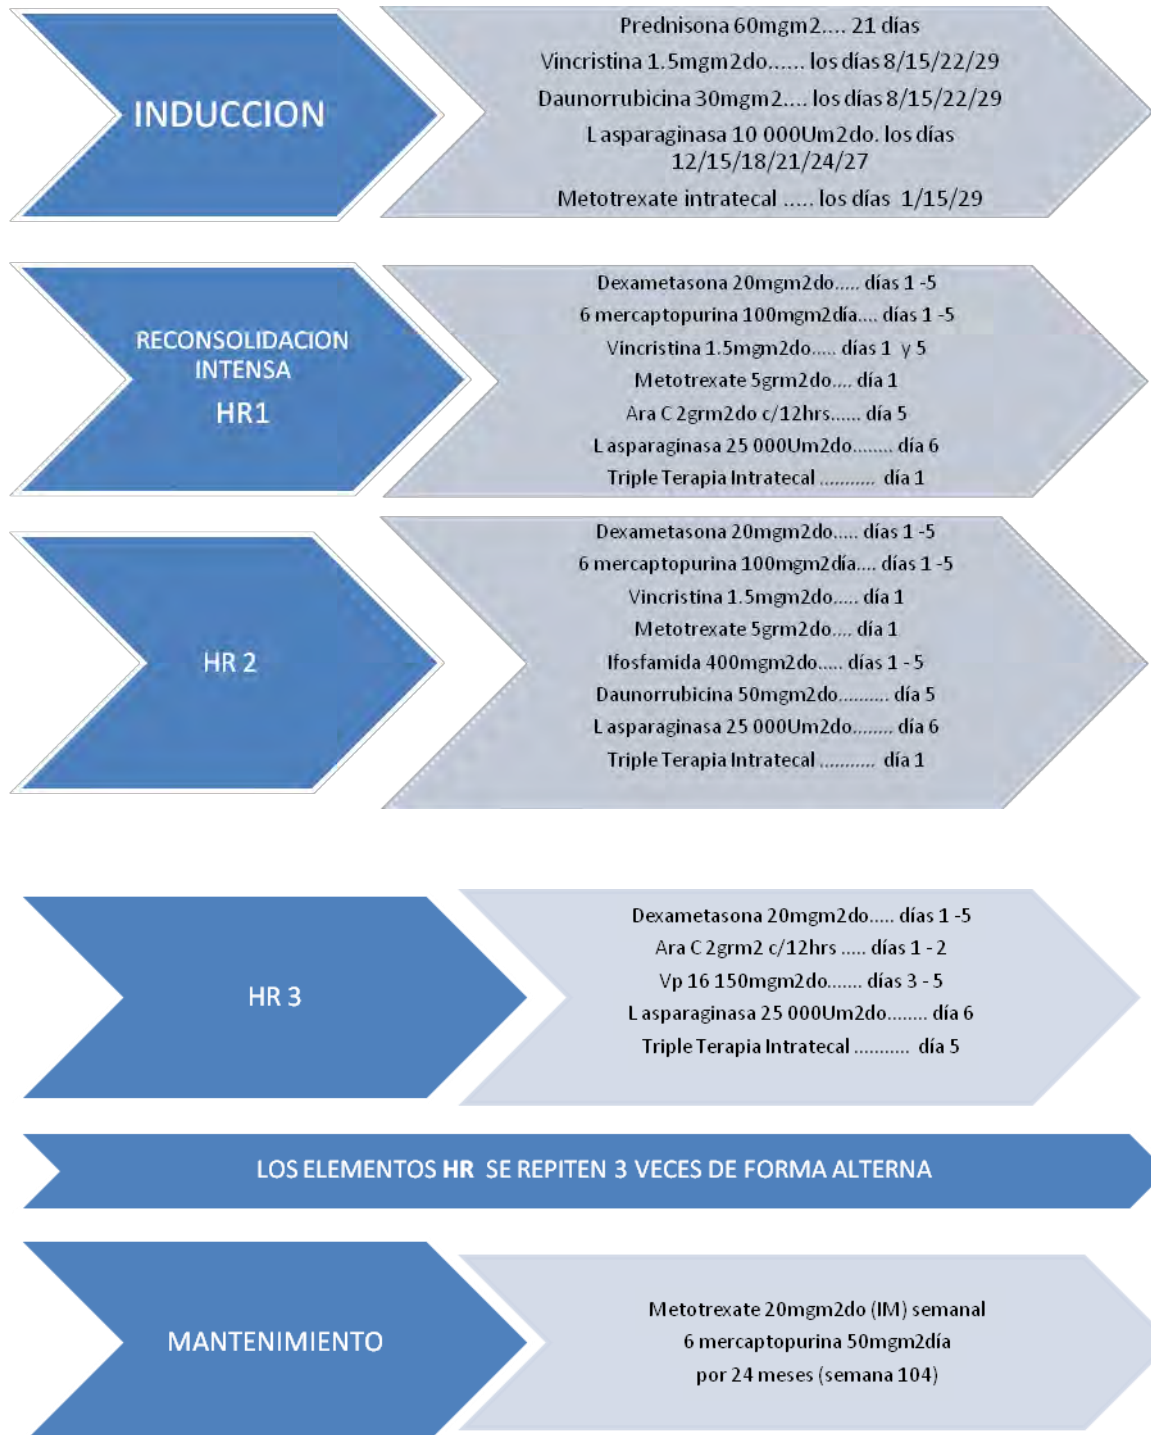 INDUCCION
Prednisona 60mgm2.... 21 días
Vincristina 1.5mgm2do...... los días 8/15/22/29
Daunorrubicina 30mgm2.... los días 8/15/22/29
Lasparaginasa 10 000Um2do. los días
12/15/18/21/24/27
Metotrexate intratecal ..... los días 1/15/29
RECONSOLIDACION
INTENSA
HR1
Dexametasona 20mgm2do..... días 1 -5
6 mercaptopurina 100mgm2día.... días 1 -5
Vincristina 1.5mgm2do..... días 1 y 5
Metotrexate 5grm2do.... día 1
Ara C 2grm2do c/12hrs...... día 5
Lasparaginasa 25 000Um2do........ día 6
Triple Terapia Intratecal ........... día 1
HR 2
Dexametasona 20mgm2do..... días 1 -5
6 mercaptopurina 100mgm2día.... días 1 -5
Vincristina 1.5mgm2do..... día 1
Metotrexate 5grm2do.... día 1
Ifosfamida 400mgm2do..... días 1 - 5
Daunorrubicina 50mgm2do.......... día 5
Lasparaginasa 25 000Um2do........ día 6
Triple Terapia Intratecal ........... día 1
HR 3
Dexametasona 20mgm2do..... días 1 -5
Ara C 2grm2 c/12hrs ..... días 1 - 2
Vp 16 150mgm2do....... días 3 - 5
Lasparaginasa 25 000Um2do........ día 6
Triple Terapia Intratecal ........... día 5
LOS ELEMENTOS HR SE REPITEN 3 VECES DE FORMA ALTERNA
MANTENIMIENTO
Metotrexate 20mgm2do (IM) semanal
6 mercaptopurina 50mgm2día
por 24 meses (semana 104)